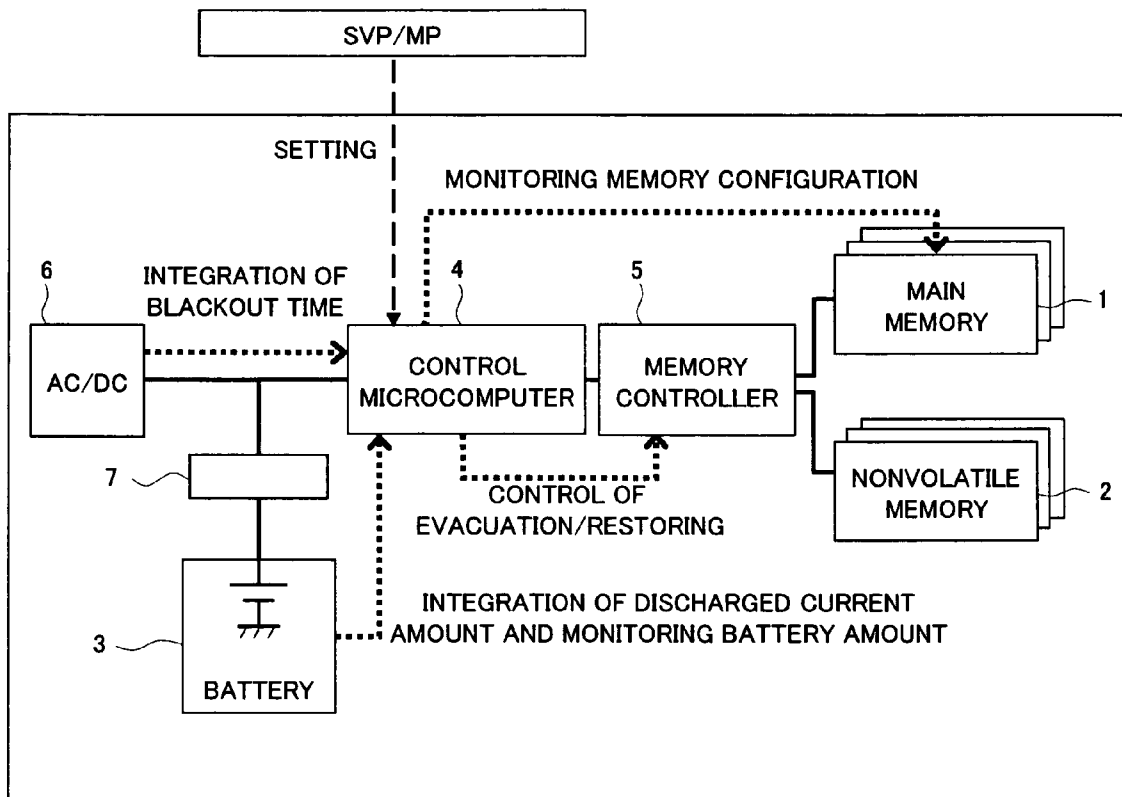 SVP/MP
SETTING
MONITORING MEMORY CONFIGURATION
6
INTEGRATION OF
BLACKOUT TIME
4
5
MAIN
MEMORY
1
AC/DC
CONTROL
MICROCOMPUTER
MEMORY
CONTROLLER
7
CONTROL OF
EVACUATION/RESTORING
NONVOLATILE
MEMORY
2
3
BATTERY
INTEGRATION OF DISCHARGED CURRENT
AMOUNT AND MONITORING BATTERY AMOUNT